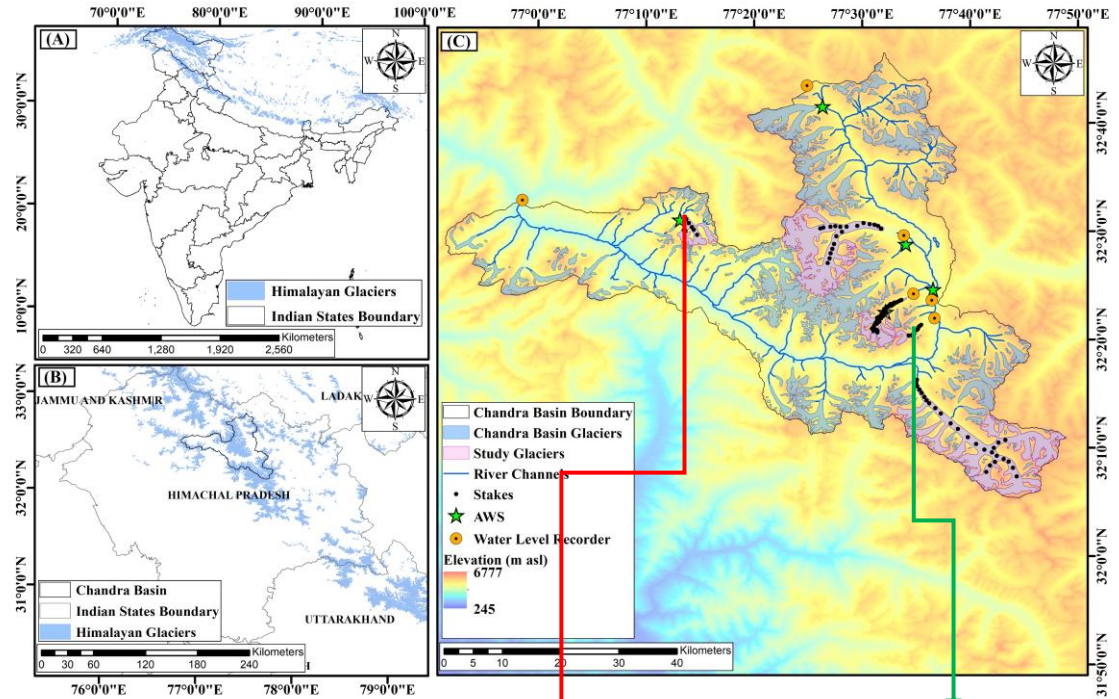 70°0'0"E 80°0'0"E 90°0'0"E 100°0'0"E
(A)
N
W E
S
30°0'0"N
20°0'0"N
10°0'0"N
Himalayan Glaciers
Indian States Boundary
Kilometers
0 320 640 1,280 1,920 2,560
(B)
N
W E
S
33°0'0"N
32°0'0"N
31°0'0"N
JAMMU AND KASHMIR
LADAK
HIMACHAL PRADESH
UTTARAKHAND
Chandra Basin
Indian States Boundary
Himalayan Glaciers
Kilometers
0 30 60 120 180 240
76°0'0"E 77°0'0"E 78°0'0"E 79°0'0"E
77°0'0"E 77°10'0"E 77°20'0"E 77°30'0"E 77°40'0"E 77°50'0"E
(C)
N
W E
S
32°40'0"N
32°30'0"N
32°20'0"N
32°10'0"N
32°0'0"N
31°50'0"N
Chandra Basin Boundary
Chandra Basin Glaciers
Study Glaciers
River Channels
Stakes
AWS
Water Level Recorder
Elevation (m asl)
6777
245
Kilometers
0 5 10 20 30 40